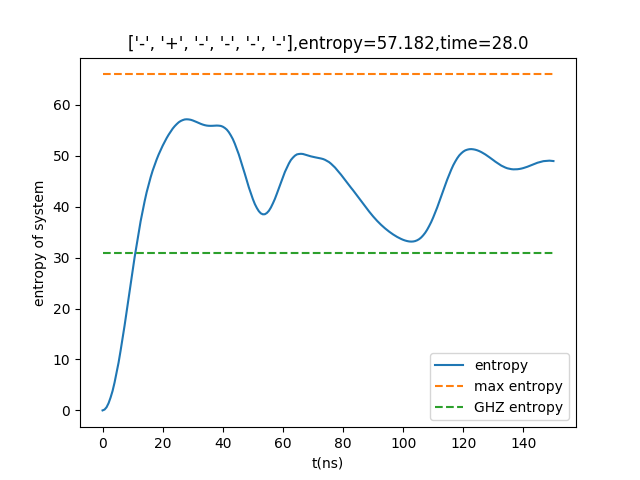 ['-', '+', '-', '-', '-', '-'],entropy=57.182,time=28.0
entropy of system
60
50
40
30
20
10
0
0 20 40 60 80 100 120 140
t(ns)
entropy
max entropy
GHZ entropy